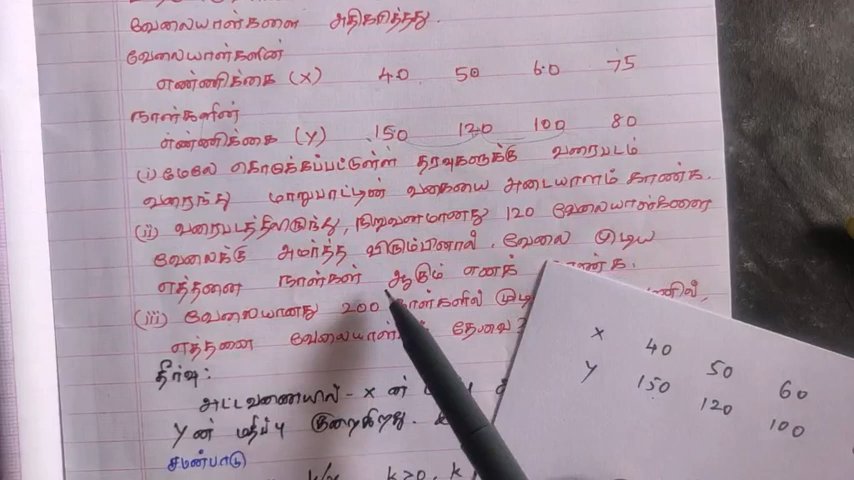 வேலையாள்களை அதிகரித்தது.
வேலையாள்களின்
எண்ணிக்கை (x) 40 50 60 75
நாள்களின்
எண்ணிக்கை (y) 150 120 100 80
(i) மேலே கொடுக்கப்பட்டுள்ள தரவுகளுக்கு வரைபடம்
வரைந்து மாறுபாட்டின் வகையை அடையாளம் காண்க.
(ii) வரைபடத்திலிருந்து, நிறுவனமானது 120 வேலையாள்களை
வேலைக்கு அமர்த்த விரும்பினால், வேலை முடிய
எத்தனை நாள்கள் ஆகும் எனக்
(iii) வேலையானது 200 நாள்களில்
எத்தனை தேவை?
தீர்வு:
அட்டவணையில் - x ன்
y ன் மதிப்பு குறைகிறது.
சமன்பாடு
k/x k>0, k
x 40 50 60
y 150 120 100